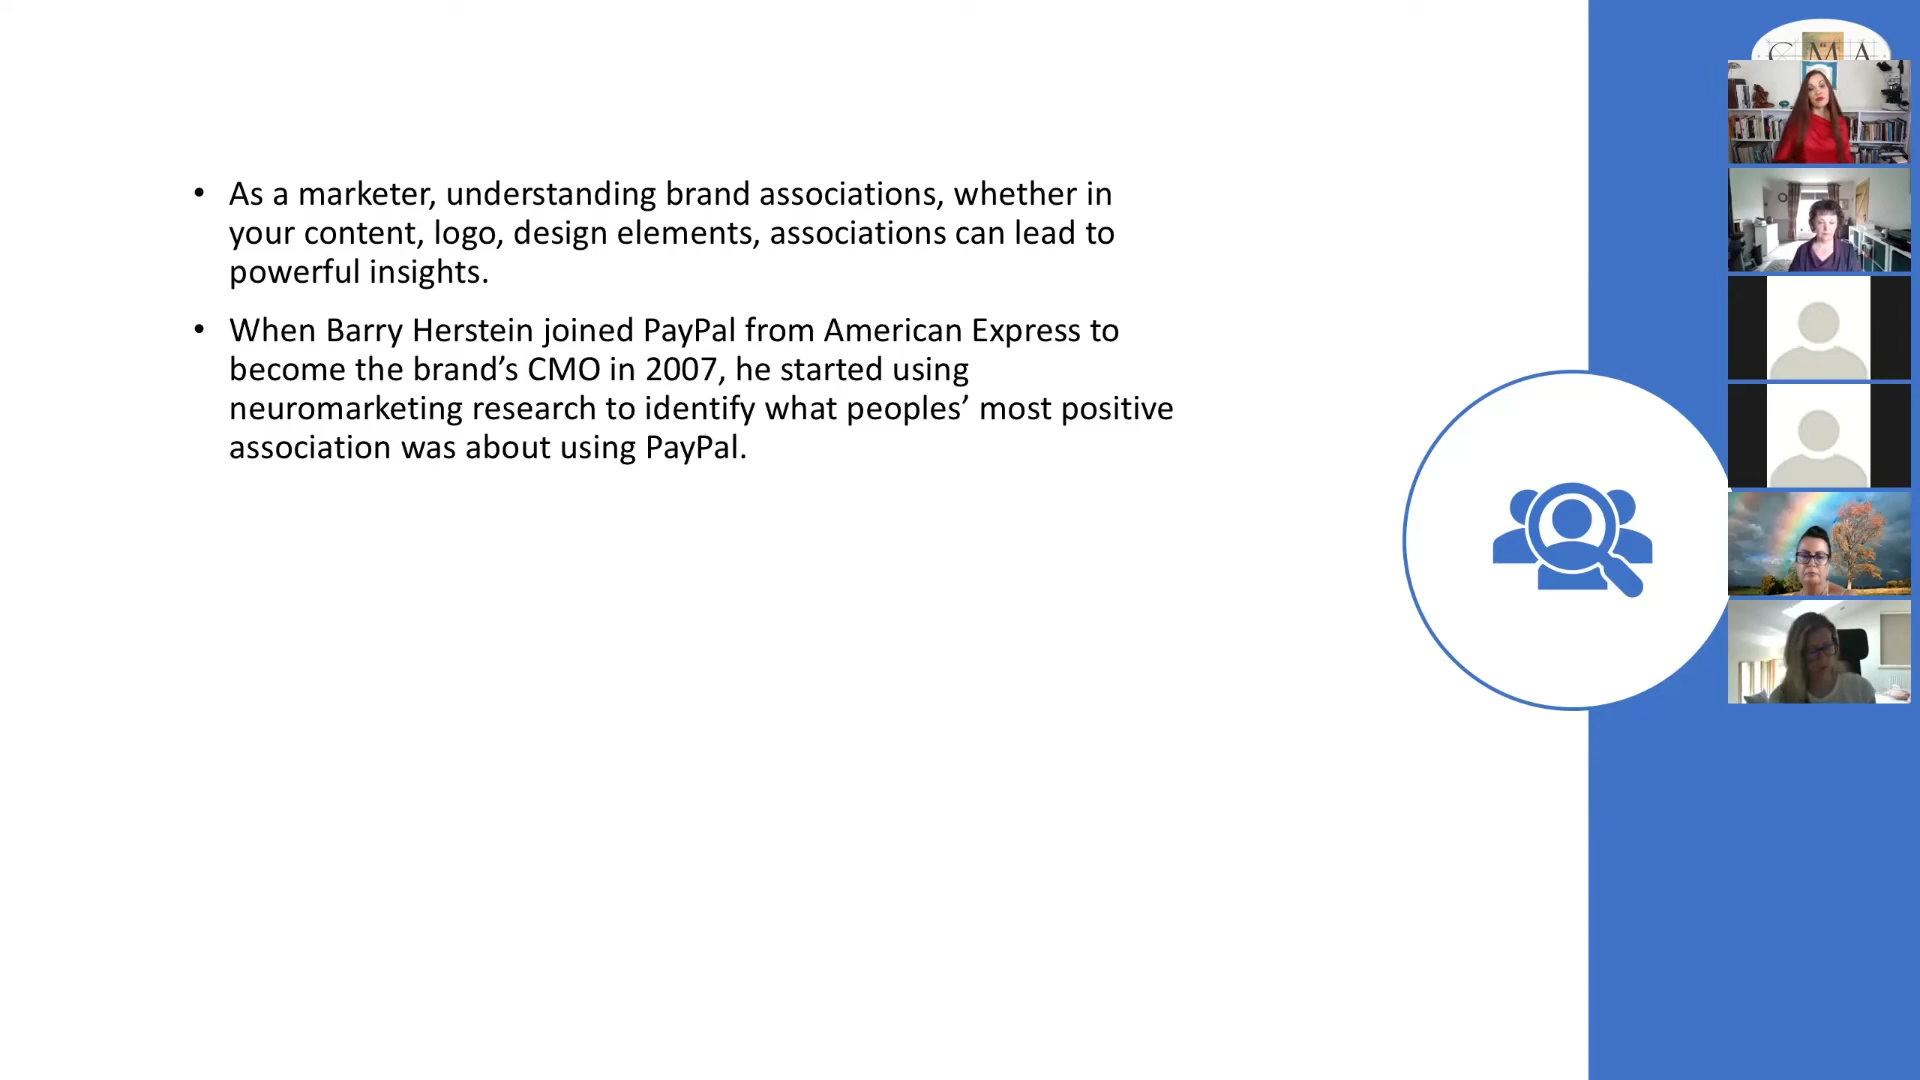 CMA
• As a marketer, understanding brand associations, whether in
your content, logo, design elements, associations can lead to
powerful insights.
• When Barry Herstein joined PayPal from American Express to
become the brand’s CMO in 2007, he started using
neuromarketing research to identify what peoples’ most positive
association was about using PayPal.